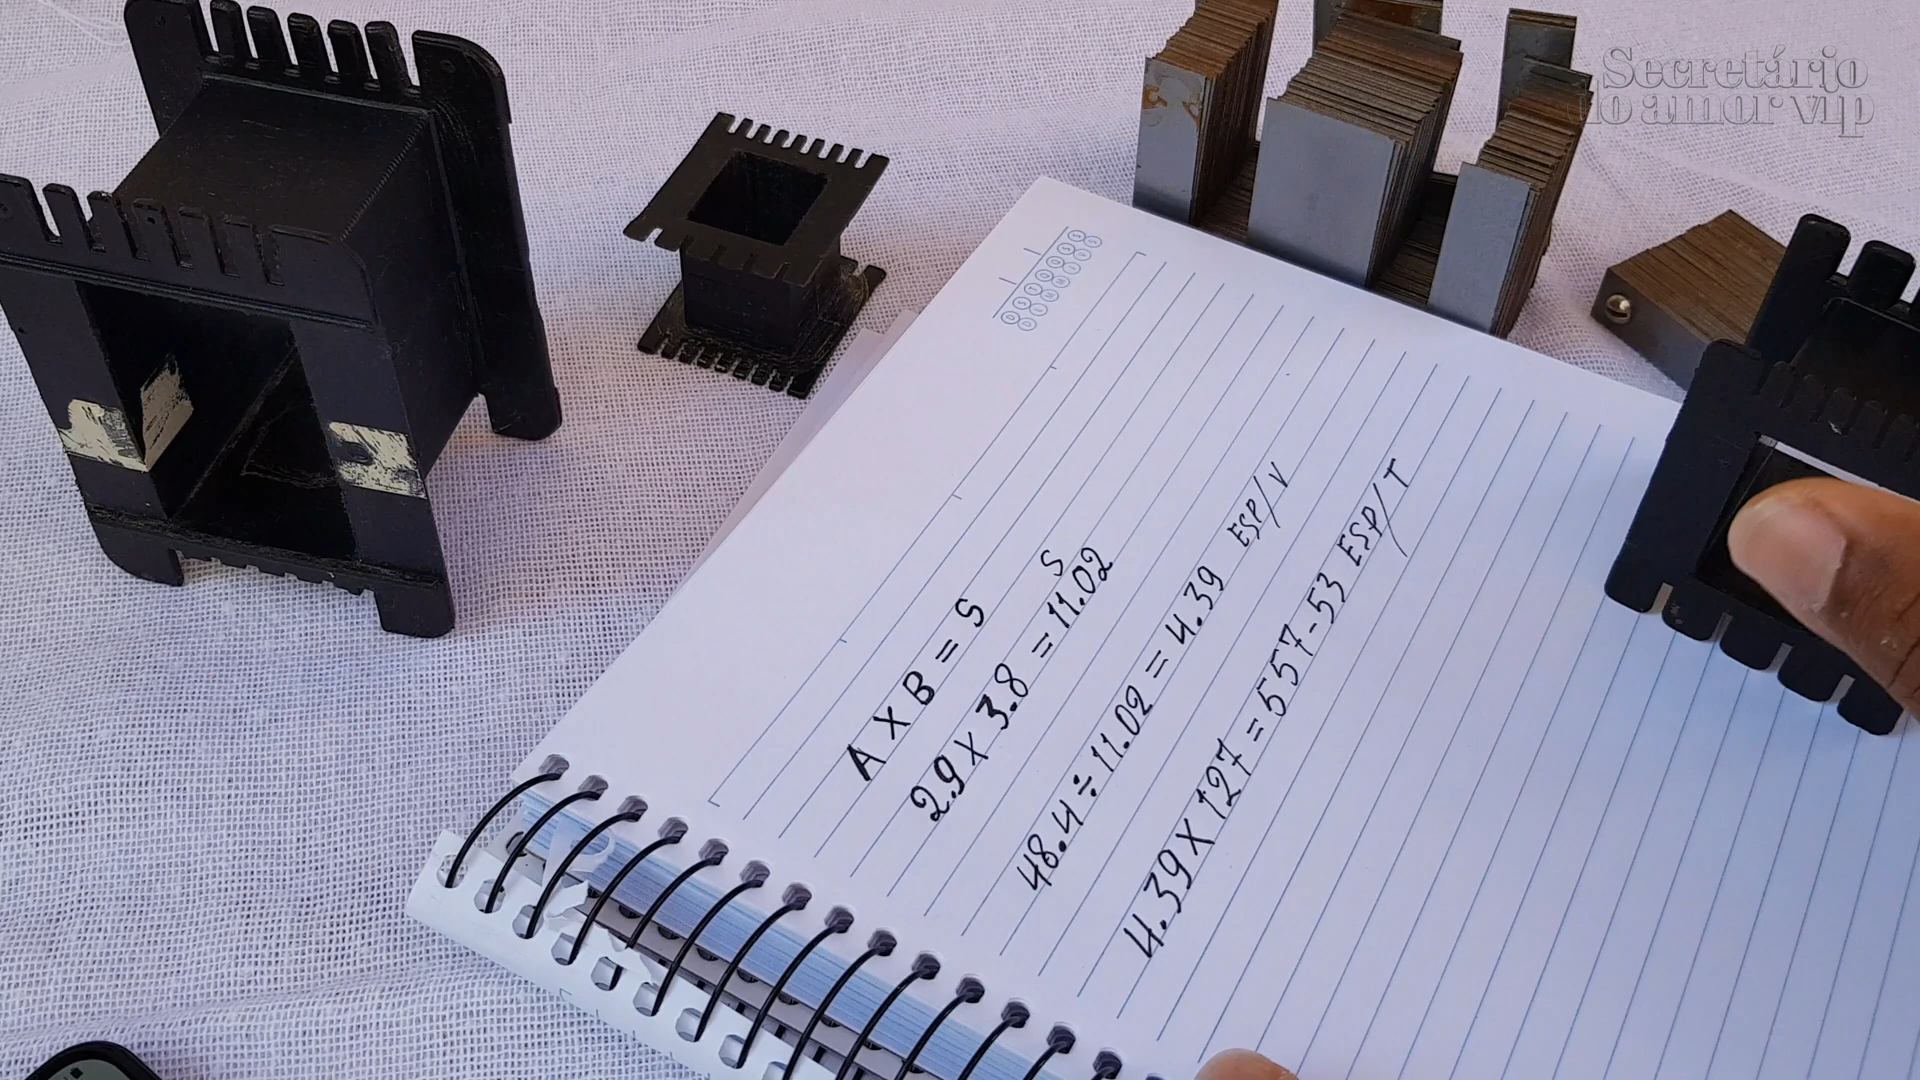 Secretário
do amor vip
A X B = S
S
2.9 X 3.8 = 11.02
48.4 ÷ 11.02 = 4.39 ESP/V
4.39 X 127 = 557-53 ESP/T